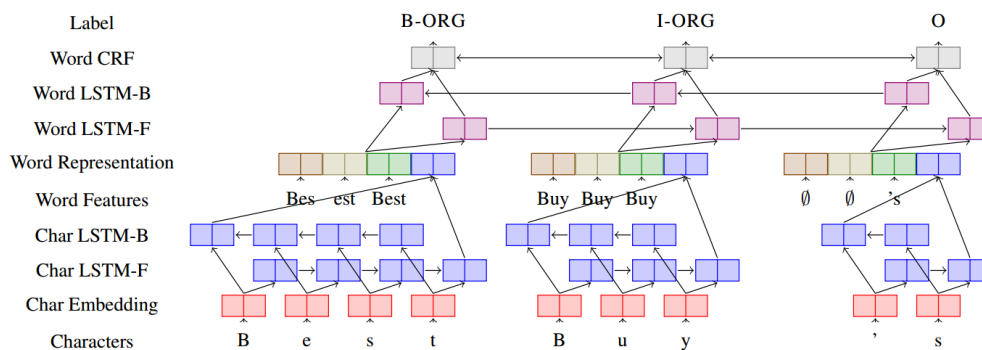 Label B-ORG I-ORG O
Word CRF
Word LSTM-B
Word LSTM-F
Word Representation
Word Features Bes est Best Buy Buy Buy ∅ ∅ 's
Char LSTM-B
Char LSTM-F
Char Embedding
Characters B e s t B u y ' s